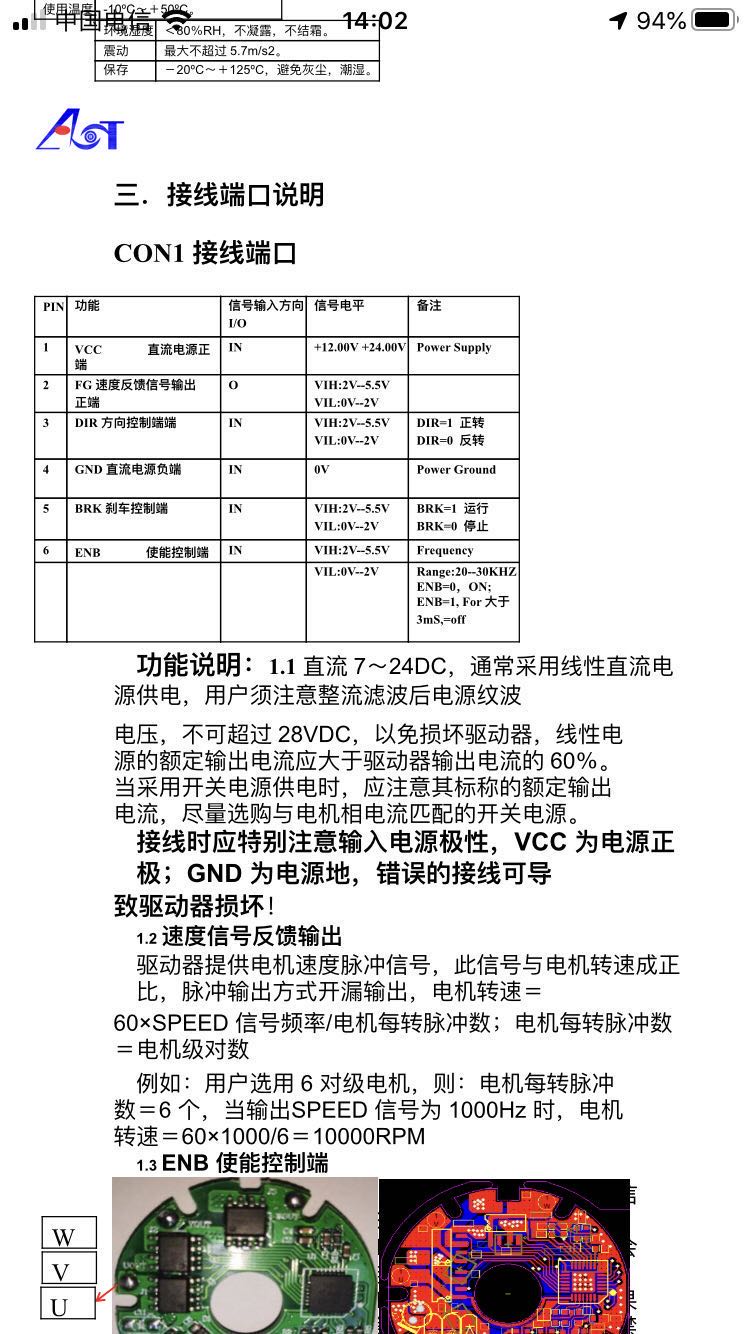 使用温度 -10ºC～+50ºC。
中国电信 14:02 94%
环境湿度 <80%RH，不凝露，不结霜。
震动 最大不超过 5.7m/s2。
保存 －20ºC～＋125ºC，避免灰尘，潮湿。
AOT
三．接线端口说明
CON1 接线端口
PIN 功能 信号输入方向 信号电平 备注
I/O
1 VCC 直流电源正 IN +12.00V +24.00V Power Supply
端
2 FG 速度反馈信号输出 O VIH:2V--5.5V
正端 VIL:0V--2V
3 DIR 方向控制端端 IN VIH:2V--5.5V DIR=1 正转
VIL:0V--2V DIR=0 反转
4 GND 直流电源负端 IN 0V Power Ground
5 BRK 刹车控制端 IN VIH:2V--5.5V BRK=1 运行
VIL:0V--2V BRK=0 停止
6 ENB 使能控制端 IN VIH:2V--5.5V Frequency
VIL:0V--2V Range:20--30KHZ
ENB=0，ON;
ENB=1, For 大于
3mS,=off
功能说明：1.1 直流 7～24DC，通常采用线性直流电
源供电，用户须注意整流滤波后电源纹波
电压，不可超过 28VDC，以免损坏驱动器，线性电
源的额定输出电流应大于驱动器输出电流的 60％。
当采用开关电源供电时，应注意其标称的额定输出
电流，尽量选购与电机相电流匹配的开关电源。
接线时应特别注意输入电源极性，VCC 为电源正
极；GND 为电源地，错误的接线可导
致驱动器损坏！
1.2 速度信号反馈输出
驱动器提供电机速度脉冲信号，此信号与电机转速成正
比，脉冲输出方式开漏输出，电机转速＝
60×SPEED 信号频率/电机每转脉冲数；电机每转脉冲数
＝电机级对数
例如：用户选用 6 对级电机，则：电机每转脉冲
数＝6 个，当输出SPEED 信号为 1000Hz 时，电机
转速＝60×1000/6＝10000RPM
1.3 ENB 使能控制端
W
V
U